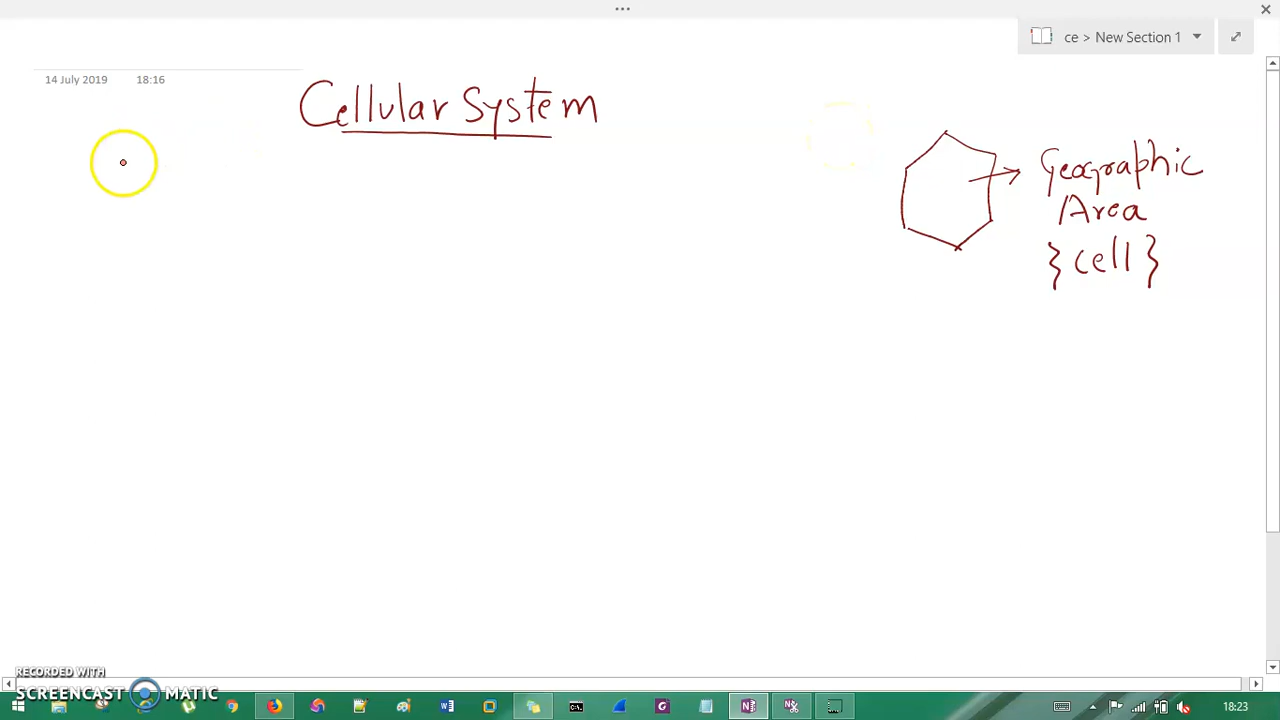 ce > New Section 1
14 July 2019 18:16
Cellular System
Geographic
Area
{cell}
RECORDED WITH
SCREENCAST MATIC
18:23